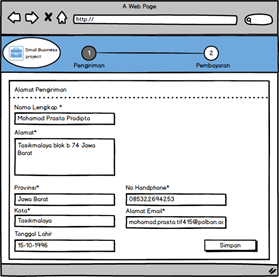 A Web Page
http://
Small Business
project
1
2
Pengiriman
Pembayaran
Alamat Pengiriman
Nama Lengkap *
Mohamad Prasta Pradipta
Alamat*
Tasikmalaya blok b 74 Jawa
Barat
Provinsi*
No Handphone*
Jawa Barat
085322694253
Kota*
Alamat Email*
Tasikmalaya
mohamad.prasta.tif415@polban.ac
Tanggal Lahir
15-10-1996
Simpan